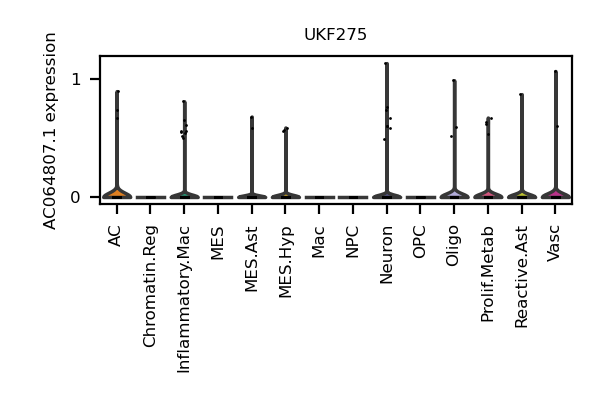 UKF275
AC064807.1 expression
1
0
AC
Chromatin.Reg
Inflammatory.Mac
MES
MES.Ast
MES.Hyp
Mac
NPC
Neuron
OPC
Oligo
Prolif.Metab
Reactive.Ast
Vasc